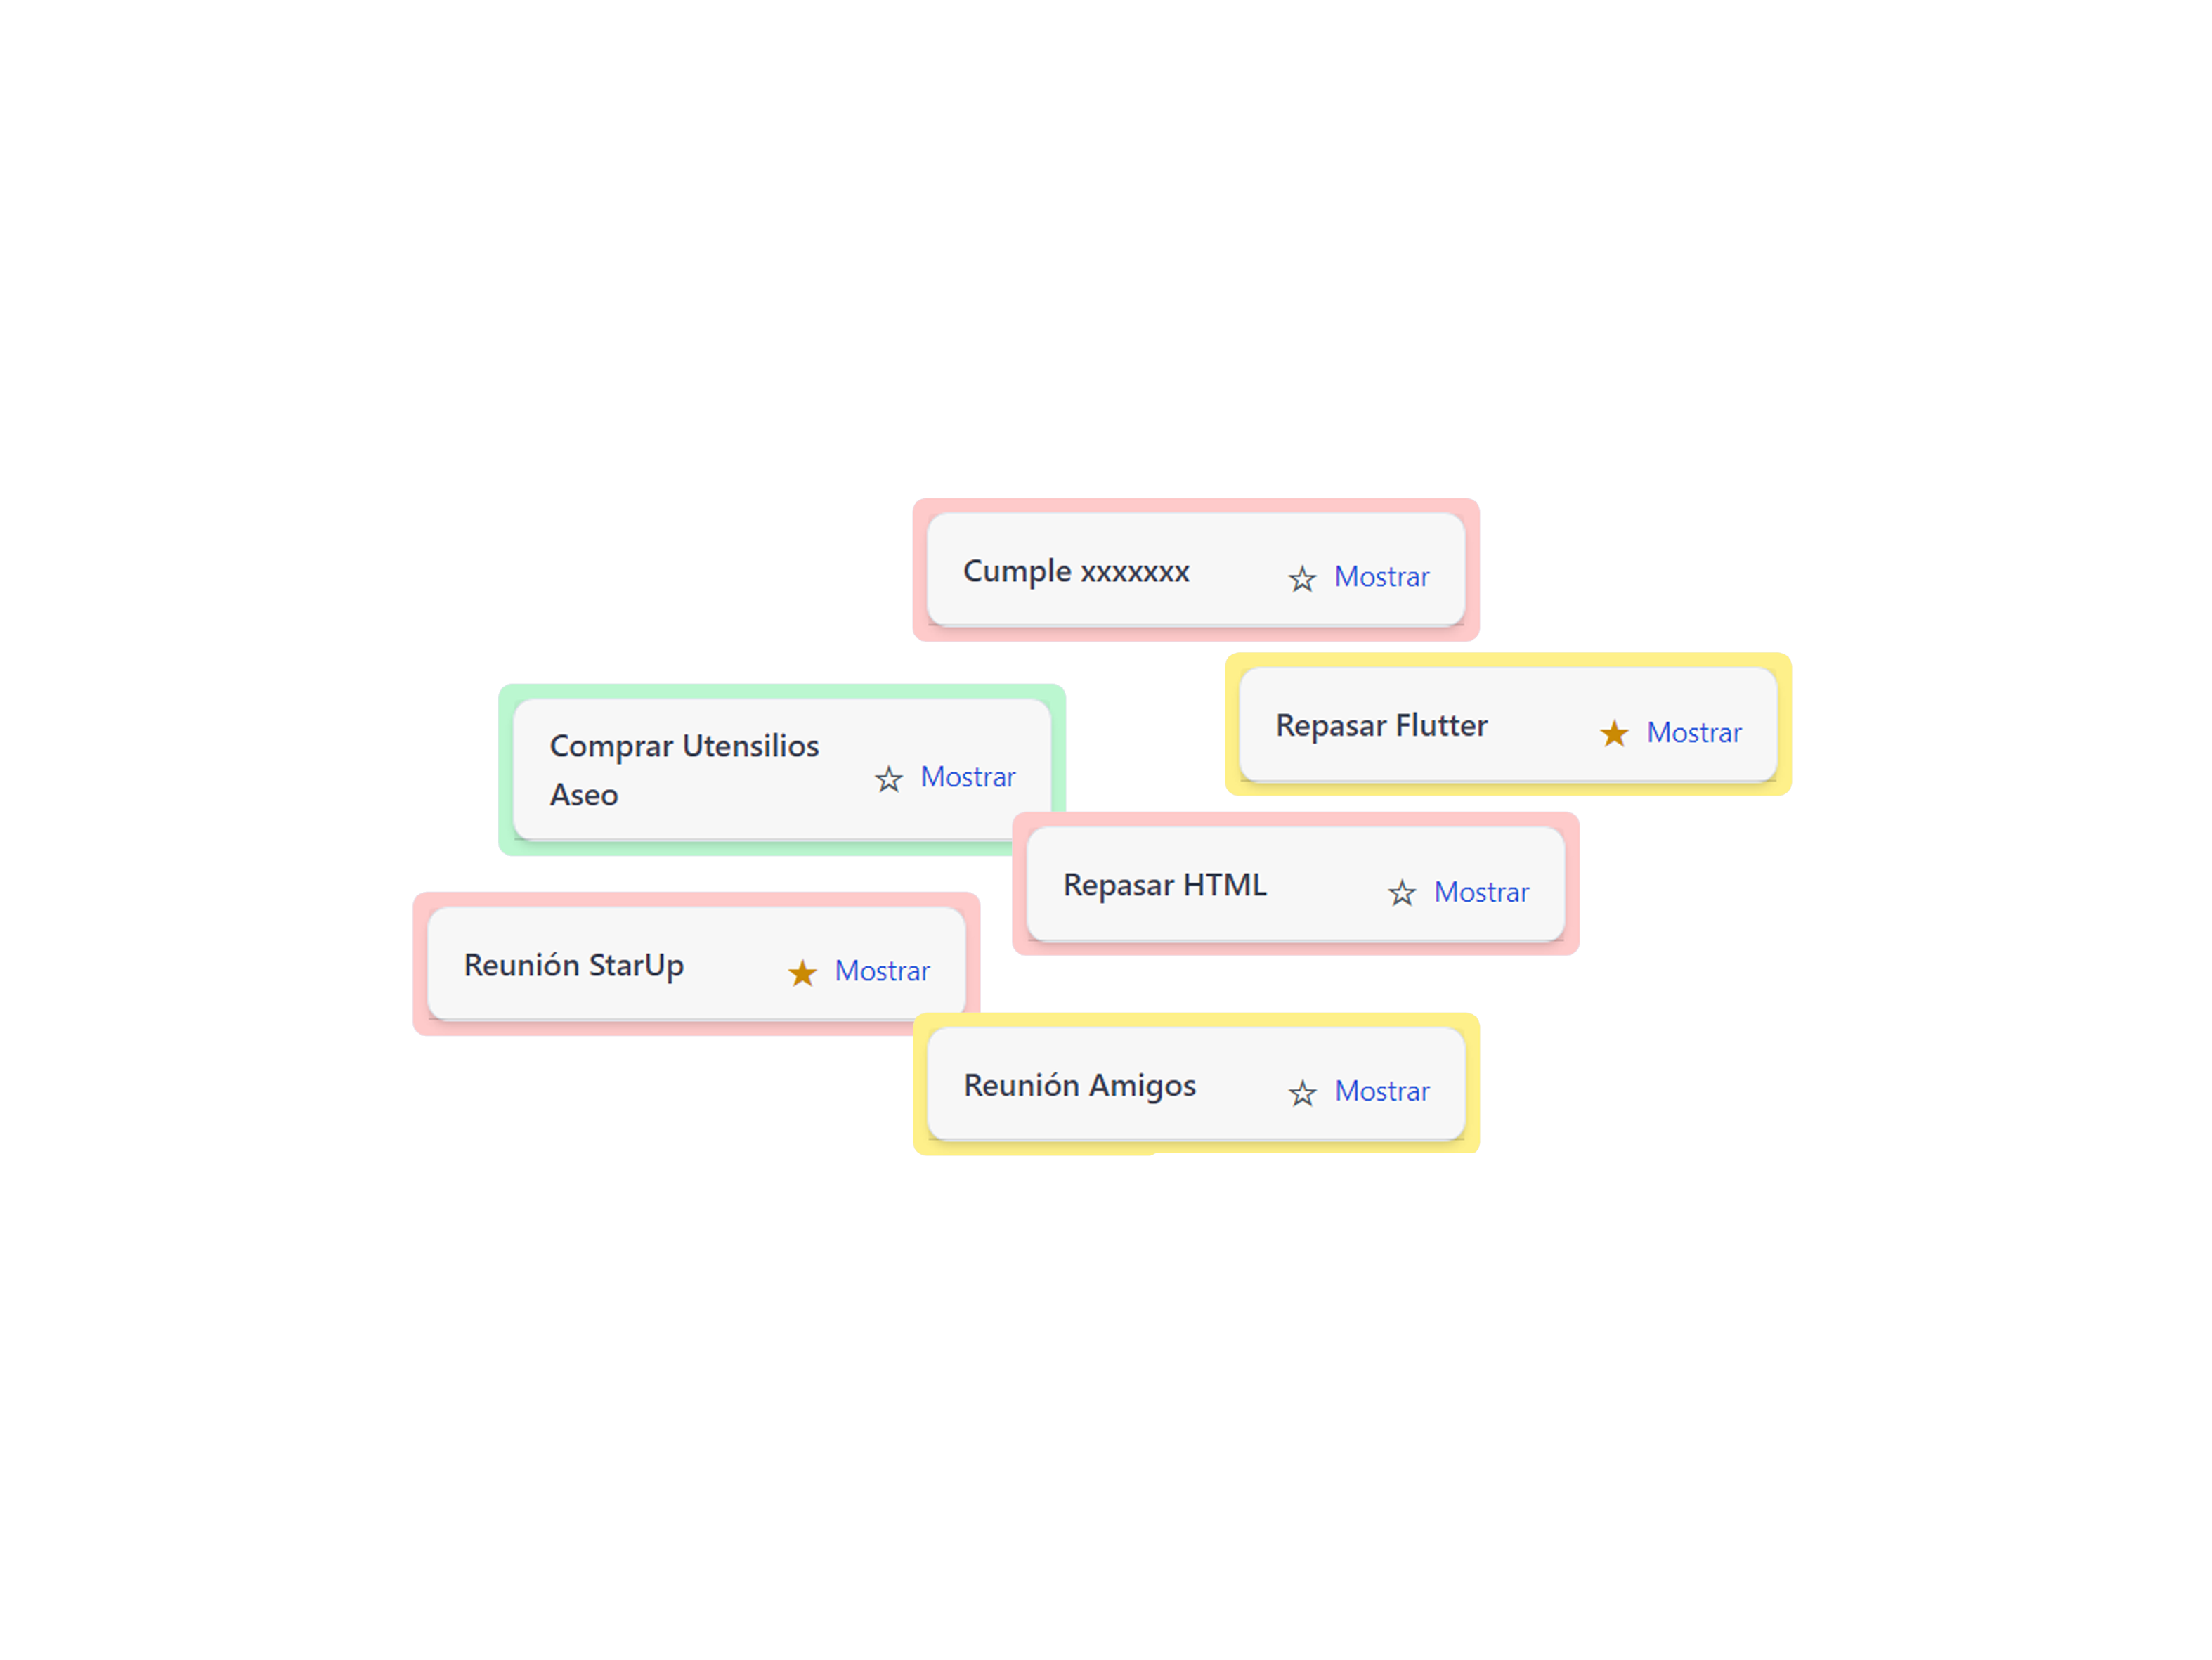 Cumple xxxxxxx
Mostrar
Repasar Flutter
Mostrar
Comprar Utensilios
Aseo
Mostrar
Repasar HTML
Mostrar
Reunión StarUp
Mostrar
Reunión Amigos
Mostrar